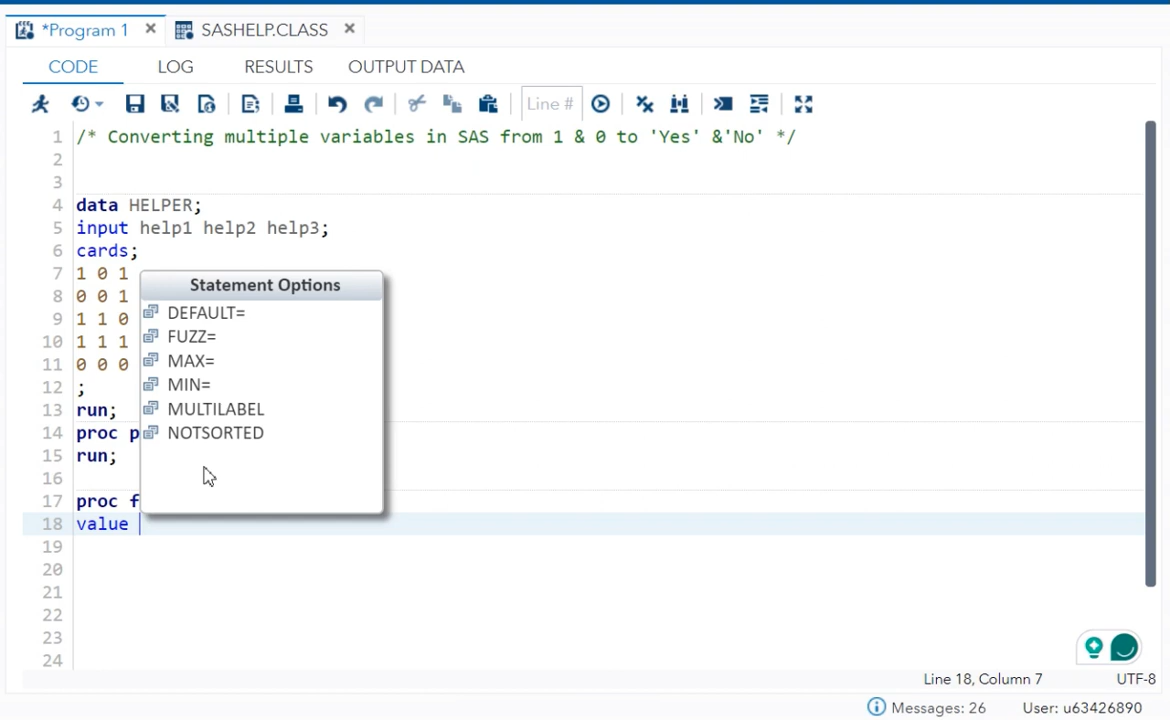 *Program 1 SASHELP.CLASS
CODE LOG RESULTS OUTPUT DATA
Line #
1 /* Converting multiple variables in SAS from 1 & 0 to 'Yes' &'No' */
2
3
4 data HELPER;
5 input help1 help2 help3;
6 cards;
7 1 0 1
8 0 0 1
9 1 1 0
10 1 1 1
11 0 0 0
12 ;
13 run;
14 proc p
15 run;
16
17 proc f
18 value
19
20
21
22
23
24
Statement Options
DEFAULT=
FUZZ=
MAX=
MIN=
MULTILABEL
NOTSORTED
Line 18, Column 7 UTF-8
Messages: 26 User: u63426890